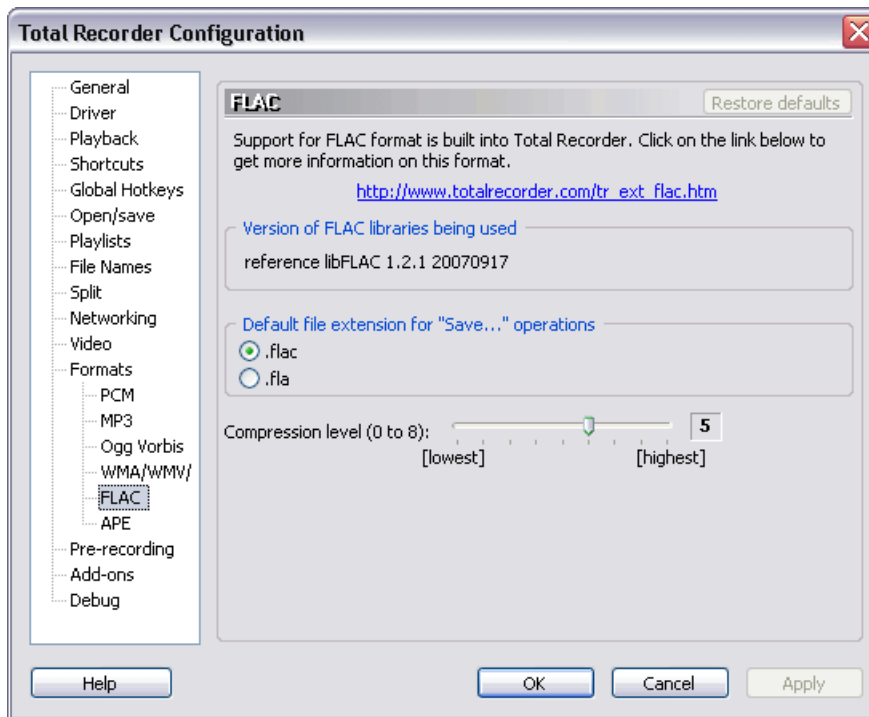 Total Recorder Configuration
General
Driver
Playback
Shortcuts
Global Hotkeys
Open/save
Playlists
File Names
Split
Networking
Video
Formats
PCM
MP3
Ogg Vorbis
WMA/WMV/
FLAC
APE
Pre-recording
Add-ons
Debug
FLAC
Restore defaults
Support for FLAC format is built into Total Recorder. Click on the link below to
get more information on this format.
http://www.totalrecorder.com/tr_ext_flac.htm
Version of FLAC libraries being used
reference libFLAC 1.2.1 20070917
Default file extension for "Save..." operations
.flac
.fla
Compression level (0 to 8):
5
[lowest]
[highest]
Help
OK
Cancel
Apply